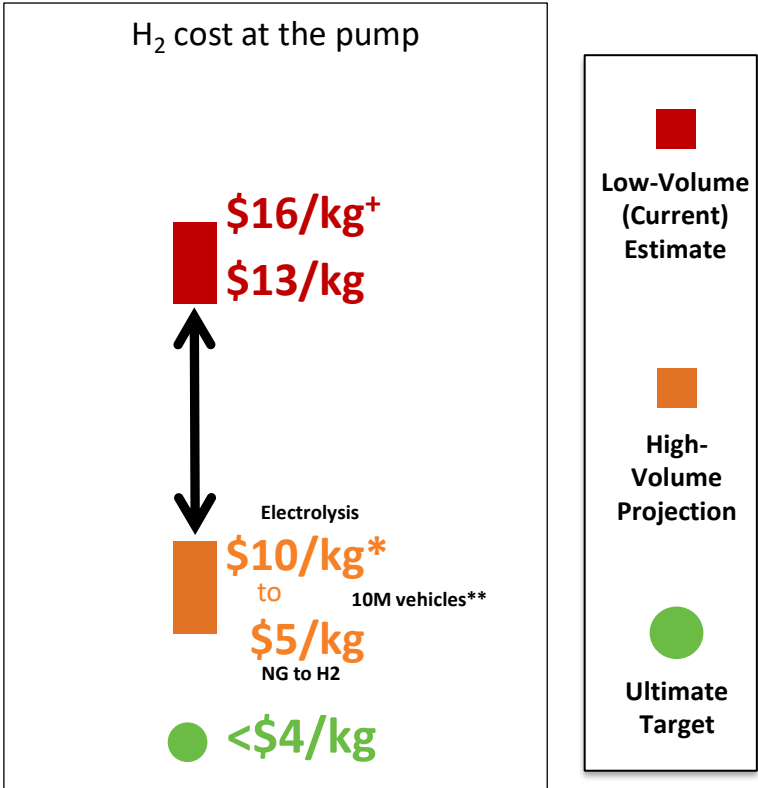 H₂ cost at the pump
$16/kg⁺
$13/kg
Electrolysis
$10/kg*
to
10M vehicles**
$5/kg
NG to H2
<$4/kg
Low-Volume
(Current)
Estimate
High-
Volume
Projection
Ultimate
Target